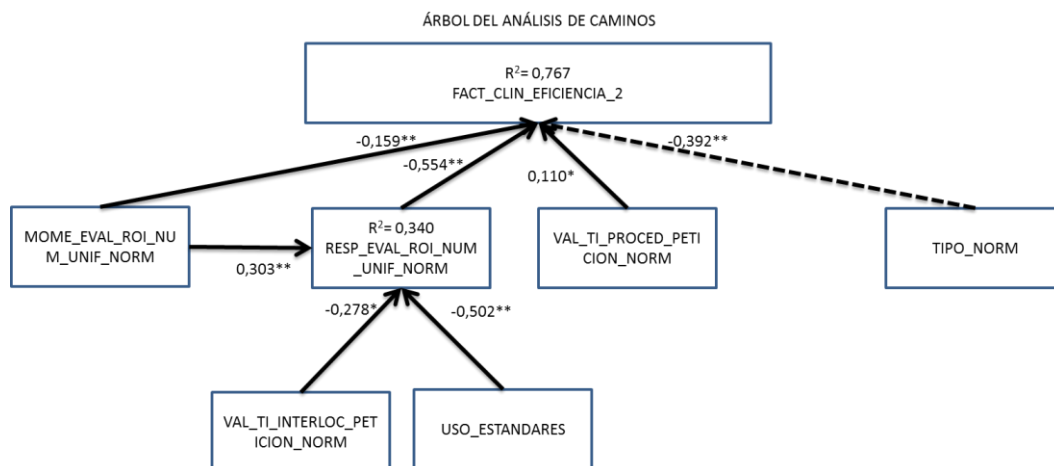 ÁRBOL DEL ANÁLISIS DE CAMINOS
R²= 0,767
FACT_CLIN_EFICIENCIA_2
-0,159**
-0,554**
0,110*
-0,392**
MOME_EVAL_ROI_NU
M_UNIF_NORM
0,303**
R²= 0,340
RESP_EVAL_ROI_NUM
_UNIF_NORM
VAL_TI_PROCED_PETI
CION_NORM
TIPO_NORM
-0,278*
-0,502**
VAL_TI_INTERLOC_PET
ICION_NORM
USO_ESTANDARES